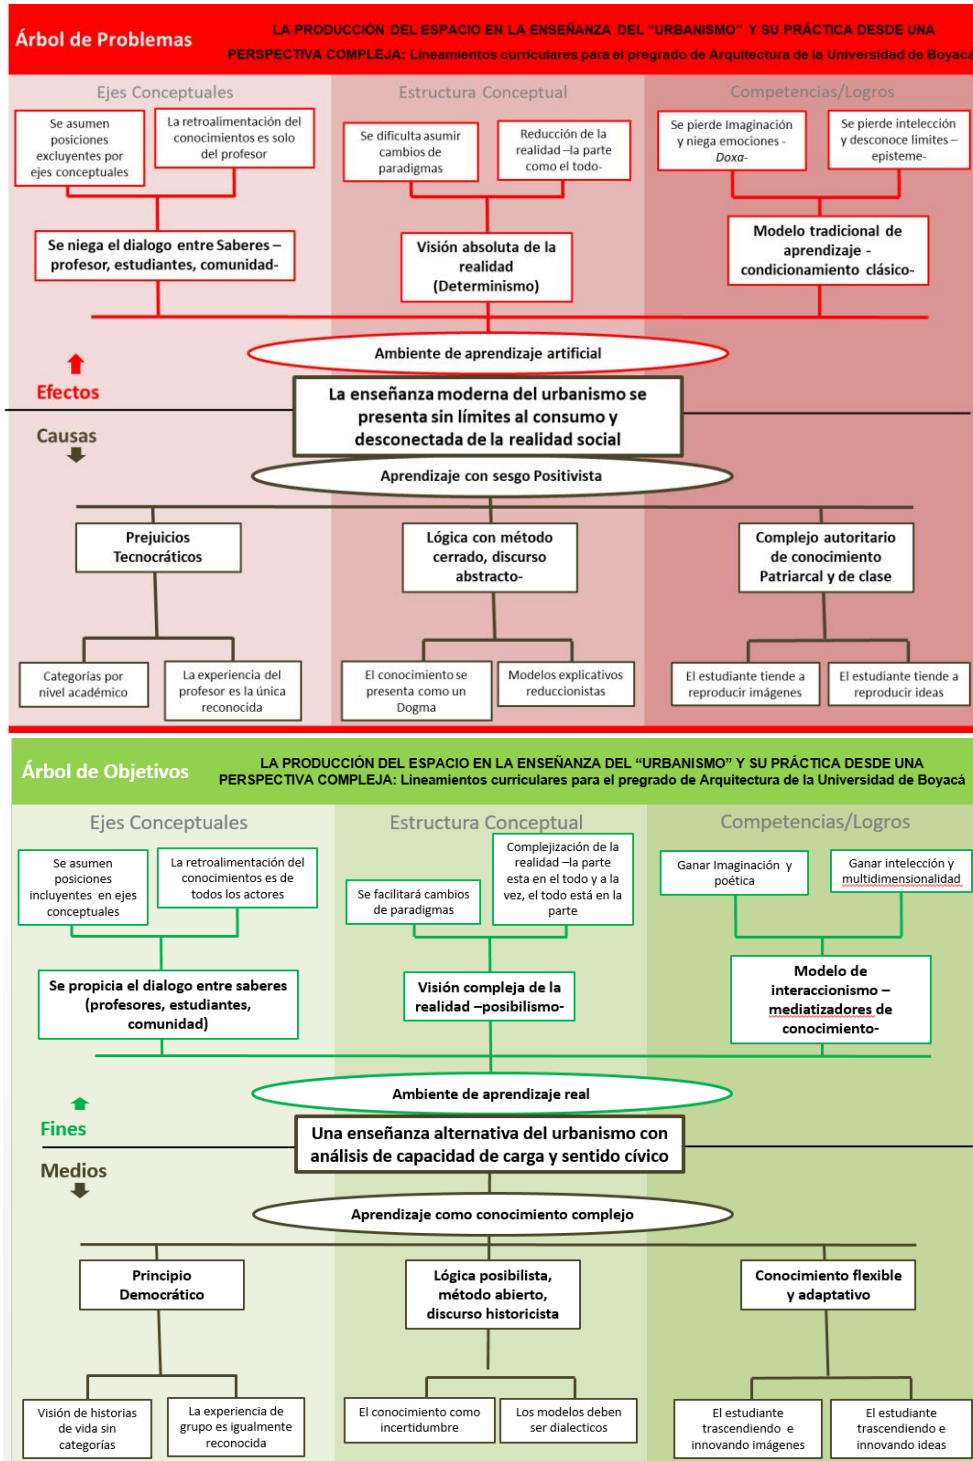 Árbol de Problemas
LA PRODUCCIÓN DEL ESPACIO EN LA ENSEÑANZA DEL “URBANISMO” Y SU PRÁCTICA DESDE UNA
PERSPECTIVA COMPLEJA: Lineamientos curriculares para el pregrado de Arquitectura de la Universidad de Boyacá
Ejes Conceptuales
Estructura Conceptual
Competencias/Logros
Se asumen
posiciones
excluyentes por
ejes conceptuales
La retroalimentación del
conocimientos es solo
del profesor
Se dificulta asumir
cambios de
paradigmas
Reducción de la
realidad –la parte
como el todo-
Se pierde Imaginación
y niega emociones -
Doxa-
Se pierde intelección
y desconoce limites –
episteme-
Se niega el dialogo entre Saberes –
profesor, estudiantes, comunidad-
Visión absoluta de la
realidad
(Determinismo)
Modelo tradicional de
aprendizaje -
condicionamiento clásico-
Ambiente de aprendizaje artificial
Efectos
La enseñanza moderna del urbanismo se
presenta sin límites al consumo y
desconectada de la realidad social
Causas
Aprendizaje con sesgo Positivista
Prejuicios
Tecnocráticos
Lógica con método
cerrado, discurso
abstracto-
Complejo autoritario
de conocimiento
Patriarcal y de clase
Categorías por
nivel académico
La experiencia del
profesor es la única
reconocida
El conocimiento se
presenta como un
Dogma
Modelos explicativos
reduccionistas
El estudiante tiende a
reproducir imágenes
El estudiante tiende a
reproducir ideas
Árbol de Objetivos
LA PRODUCCIÓN DEL ESPACIO EN LA ENSEÑANZA DEL “URBANISMO” Y SU PRÁCTICA DESDE UNA
PERSPECTIVA COMPLEJA: Lineamientos curriculares para el pregrado de Arquitectura de la Universidad de Boyacá
Ejes Conceptuales
Estructura Conceptual
Competencias/Logros
Se asumen
posiciones
incluyentes en ejes
conceptuales
La retroalimentación del
conocimientos es de
todos los actores
Se facilitará cambios
de paradigmas
Complejización de la
realidad –la parte
esta en el todo y a la
vez, el todo está en la
parte
Ganar Imaginación y
poética
Ganar intelección y
multidimensionalidad
Se propicia el dialogo entre saberes
(profesores, estudiantes,
comunidad)
Visión compleja de la
realidad –posibilismo-
Modelo de
interaccionismo –
mediatizadores de
conocimiento-
Ambiente de aprendizaje real
Fines
Una enseñanza alternativa del urbanismo con
análisis de capacidad de carga y sentido cívico
Medios
Aprendizaje como conocimiento complejo
Principio
Democrático
Lógica posibilista,
método abierto,
discurso historicista
Conocimiento flexible
y adaptativo
Visión de historias
de vida sin
categorías
La experiencia de
grupo es igualmente
reconocida
El conocimiento como
incertidumbre
Los modelos deben
ser dialecticos
El estudiante
trascendiendo e
innovando imágenes
El estudiante
trascendiendo e
innovando ideas